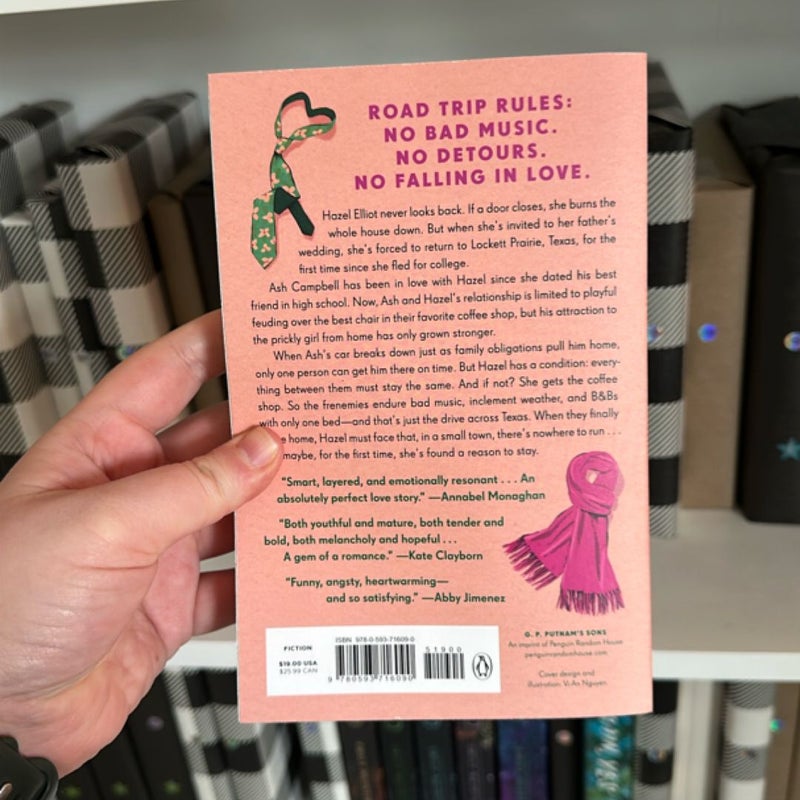 ROAD TRIP RULES:
NO BAD MUSIC.
NO DETOURS.
NO FALLING IN LOVE.
Hazel Elliot never looks back. If a door closes, she burns the
whole house down. But when she's invited to her father's
wedding, she's forced to return to Lockett Prairie, Texas, for the
first time since she fled for college.
Ash Campbell has been in love with Hazel since she dated his best
friend in high school. Now, Ash and Hazel's relationship is limited to playful
feuding over the best chair in their favorite coffee shop, but his attraction to
the prickly girl from home has only grown stronger.
When Ash's car breaks down just as family obligations pull him home,
only one person can get him there on time. But Hazel has a condition: every-
thing between them must stay the same. And if not? She gets the coffee
shop. So the frenemies endure bad music, inclement weather, and B&Bs
with only one bed—and that's just the drive across Texas. When they finally
home, Hazel must face that, in a small town, there's nowhere to run . . .
maybe, for the first time, she's found a reason to stay.
"Smart, layered, and emotionally resonant . . . An
absolutely perfect love story." —Annabel Monaghan
"Both youthful and mature, both tender and
bold, both melancholy and hopeful . . .
A gem of a romance." —Kate Clayborn
"Funny, angsty, heartwarming—
and so satisfying." —Abby Jimenez
FICTION
$19.00 USA
$25.99 CAN
ISBN 978-0-593-71609-0
51900
9 780593 716090
G. P. PUTNAM'S SONS
An imprint of Penguin Random House
penguinrandomhouse.com
Cover design and
illustration: Vi-An Nguyen